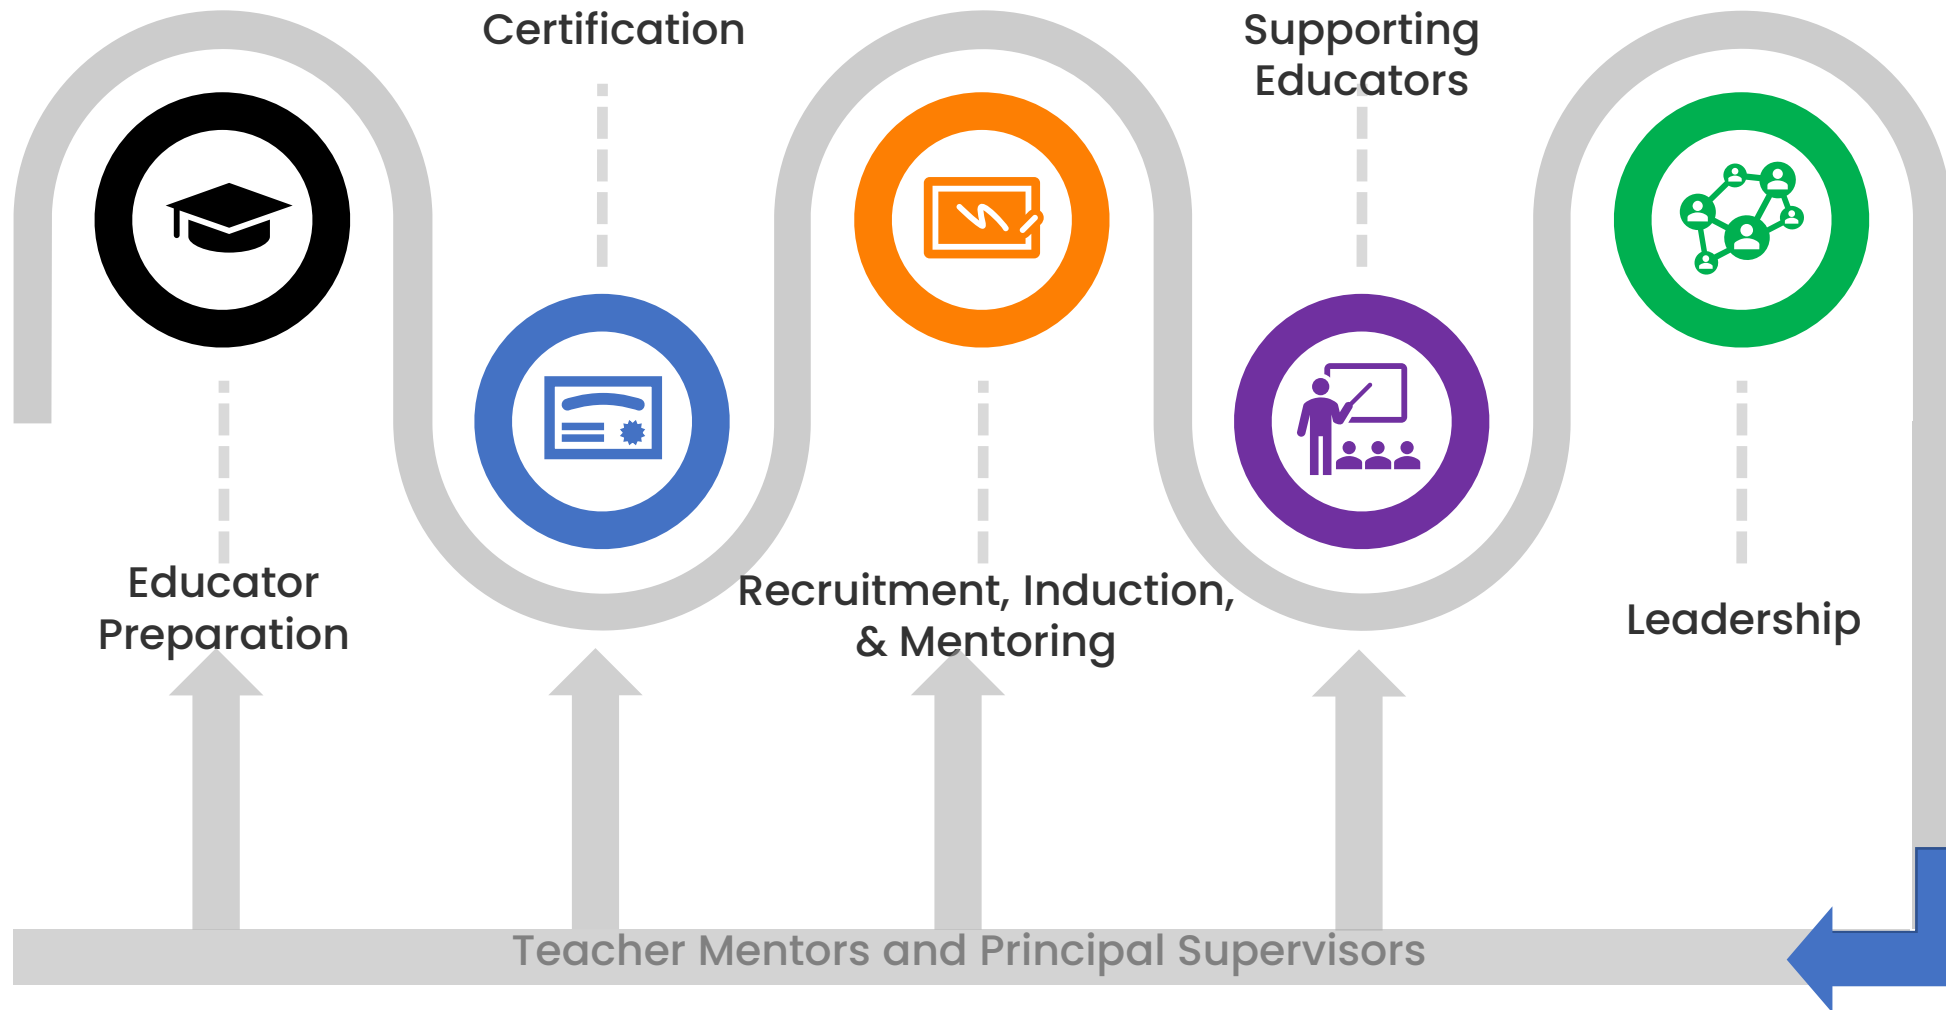 Certification
Supporting
Educators
Educator
Preparation
Recruitment, Induction,
& Mentoring
Leadership
Teacher Mentors and Principal Supervisors